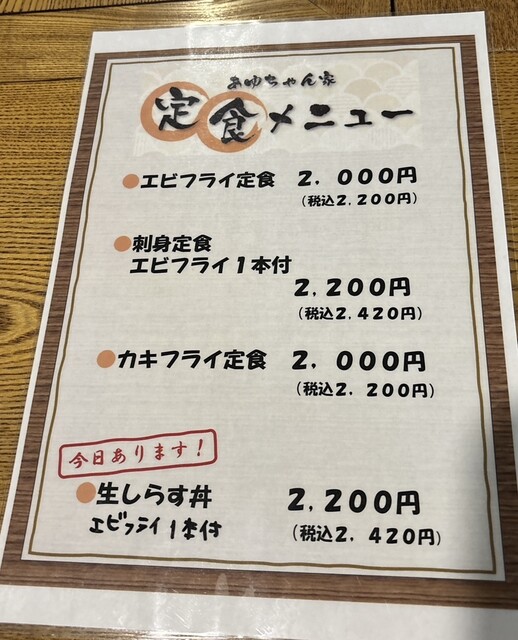 あゆちゃん家
定食メニュー
●エビフライ定食 2,000円
(税込2,200円)
●刺身定食
エビフライ1本付
2,200円
(税込2,420円)
●カキフライ定食 2,000円
(税込2,200円)
今日あります!
●生しらす丼 2,200円
エビフライ1本付 (税込2,420円)